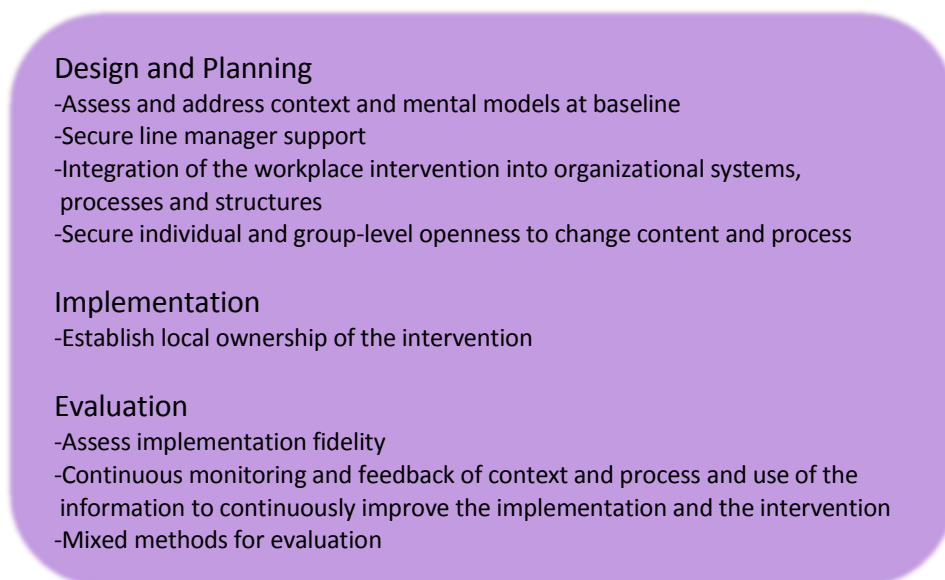 Design and Planning
-Assess and address context and mental models at baseline
-Secure line manager support
-Integration of the workplace intervention into organizational systems,
processes and structures
-Secure individual and group-level openness to change content and process
Implementation
-Establish local ownership of the intervention
Evaluation
-Assess implementation fidelity
-Continuous monitoring and feedback of context and process and use of the
information to continuously improve the implementation and the intervention
-Mixed methods for evaluation